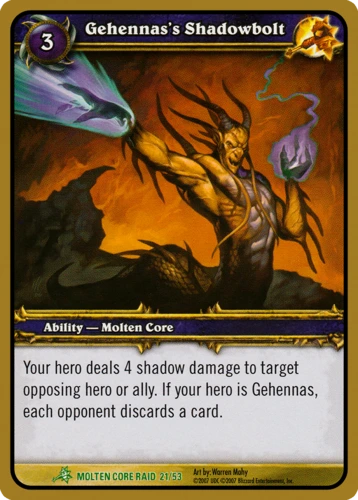 3
Gehennas's Shadowbolt
Ability — Molten Core
Your hero deals 4 shadow damage to target
opposing hero or ally. If your hero is Gehennas,
each opponent discards a card.
MOLTEN CORE RAID 21/53
Art by: Warren Mahy
©2007 UDE ©2007 Blizzard Entertainment, Inc.